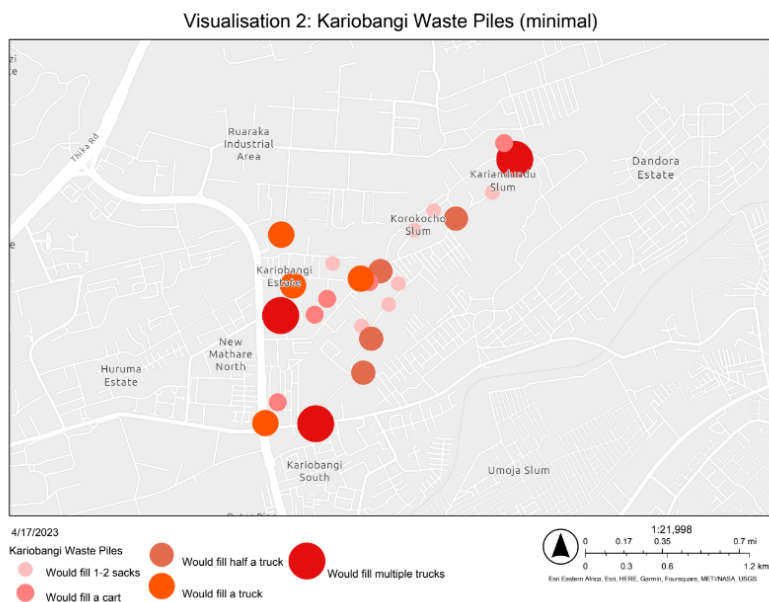 Visualisation 2: Kariobangi Waste Piles (minimal)
zi
te
Thika Rd
Ruaraka
Industrial
Area
Dandora
Estate
Slum
Korokocho
Slum
Kariobangi
Estate
New
Mathare
North
Huruma
Estate
Kariobangi
South
Umoja Slum
4/17/2023
Kariobangi Waste Piles
Would fill 1-2 sacks
Would fill a cart
Would fill half a truck
Would fill a truck
Would fill multiple trucks
1:21,998
0 0.17 0.35 0.7 mi
0 0.3 0.6 1.2 km
Esri Eastern Africa, Esri, HERE, Garmin, Foursquare, METI/NASA, USGS